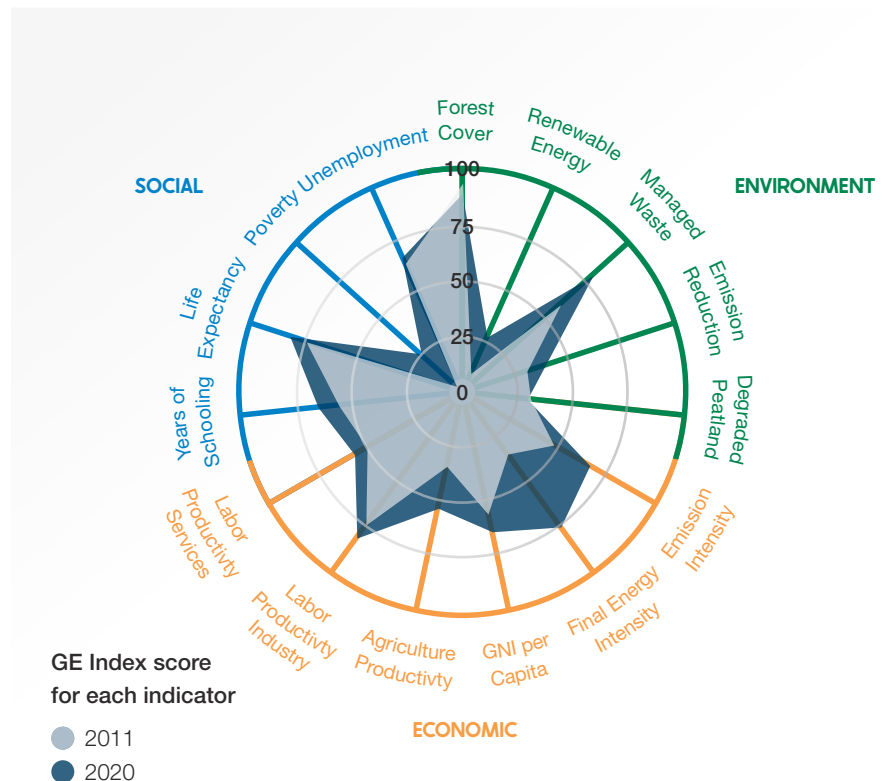 Forest
Cover
Renewable
Energy
Managed
Waste
Emission
Reduction
Degraded
Peatland
Emission
Intensity
Final Energy
Intensity
GNI per
Capita
Agriculture
Productivty
Labor
Productivty
Industry
Labor
Productivty
Services
Years of
Schooling
Life
Expectancy
Poverty
Unemployment
SOCIAL
ENVIRONMENT
ECONOMIC
100
75
50
25
0
GE Index score
for each indicator
2011
2020